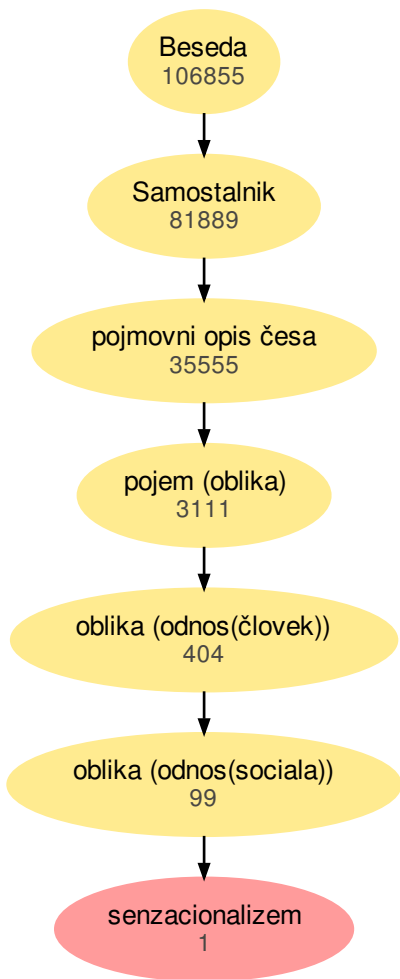 Beseda
106855
Samostalnik
81889
pojmovni opis česa
35555
pojem (oblika)
3111
oblika (odnos(človek))
404
oblika (odnos(sociala))
99
senzacionalizem
1